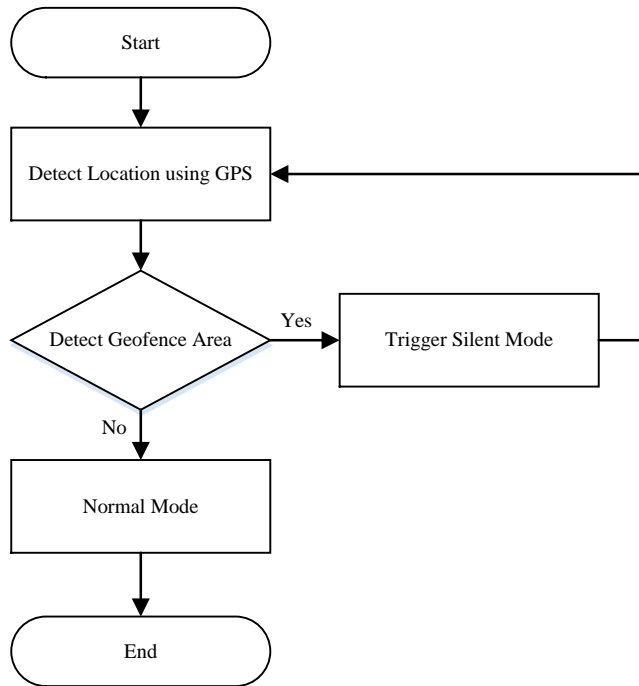 Start
Detect Location using GPS
Detect Geofence Area
Yes
Trigger Silent Mode
No
Normal Mode
End